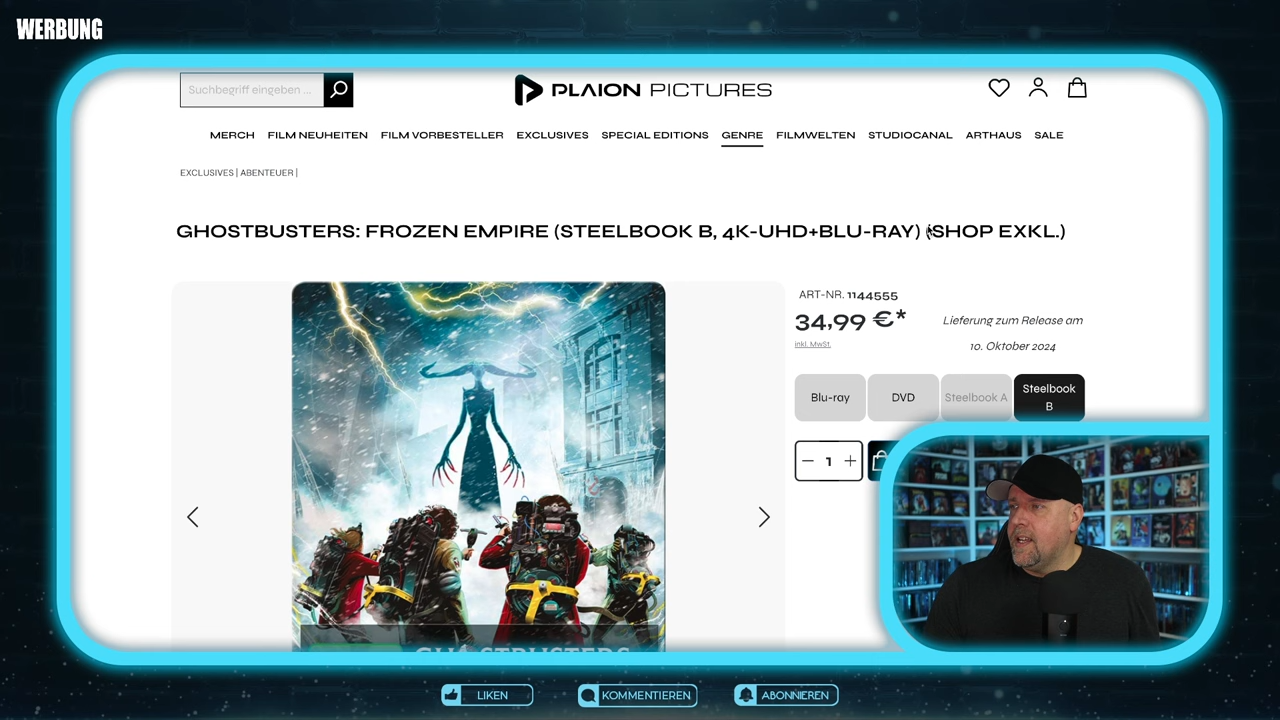 WERBUNG
Suchbegriff eingeben ...
PLAION PICTURES
MERCH FILM NEUHEITEN FILM VORBESTELLER EXCLUSIVES SPECIAL EDITIONS GENRE FILMWELTEN STUDIOCANAL ARTHAUS SALE
EXCLUSIVES | ABENTEUER |
GHOSTBUSTERS: FROZEN EMPIRE (STEELBOOK B, 4K-UHD+BLU-RAY) (SHOP EXKL.)
ART-NR. 1144555
34,99 €*
inkl. MwSt.
Lieferung zum Release am
10. Oktober 2024
Blu-ray
DVD
Steelbook A
Steelbook
B
1
GHOSTBUSTERS
LIKEN
KOMMENTIEREN
ABONNIEREN